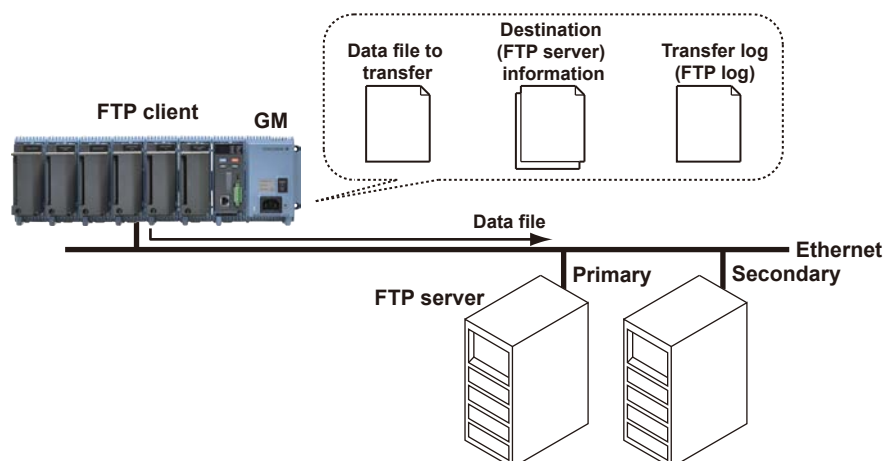 Data file to
transfer
Destination
(FTP server)
information
Transfer log
(FTP log)
FTP client
GM
Data file
Ethernet
Primary
Secondary
FTP server